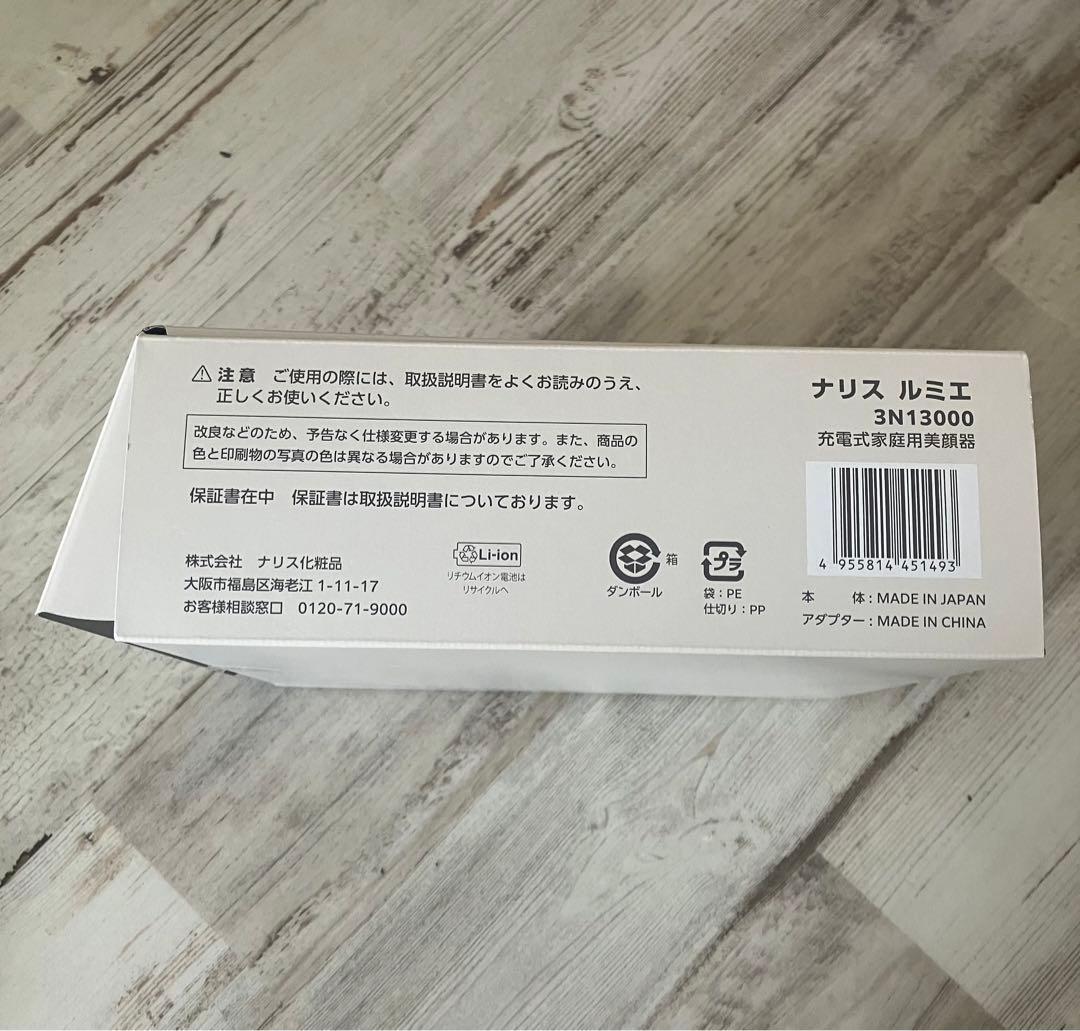 ⚠注意 ご使用の際には、取扱説明書をよくお読みのうえ、
正しくお使いください。
改良などのため、予告なく仕様変更する場合があります。また、商品の
色と印刷物の写真の色は異なる場合がありますのでご了承ください。
保証書在中 保証書は取扱説明書についております。
株式会社 ナリス化粧品
大阪市福島区海老江 1-11-17
お客様相談窓口 0120-71-9000
Li-ion
リチウムイオン電池は
リサイクルへ
箱
ダンボール
プラ
袋:PE
仕切り:PP
ナリス ルミエ
3N13000
充電式家庭用美顔器
4 955814 451493
本 体:MADE IN JAPAN
アダプター:MADE IN CHINA